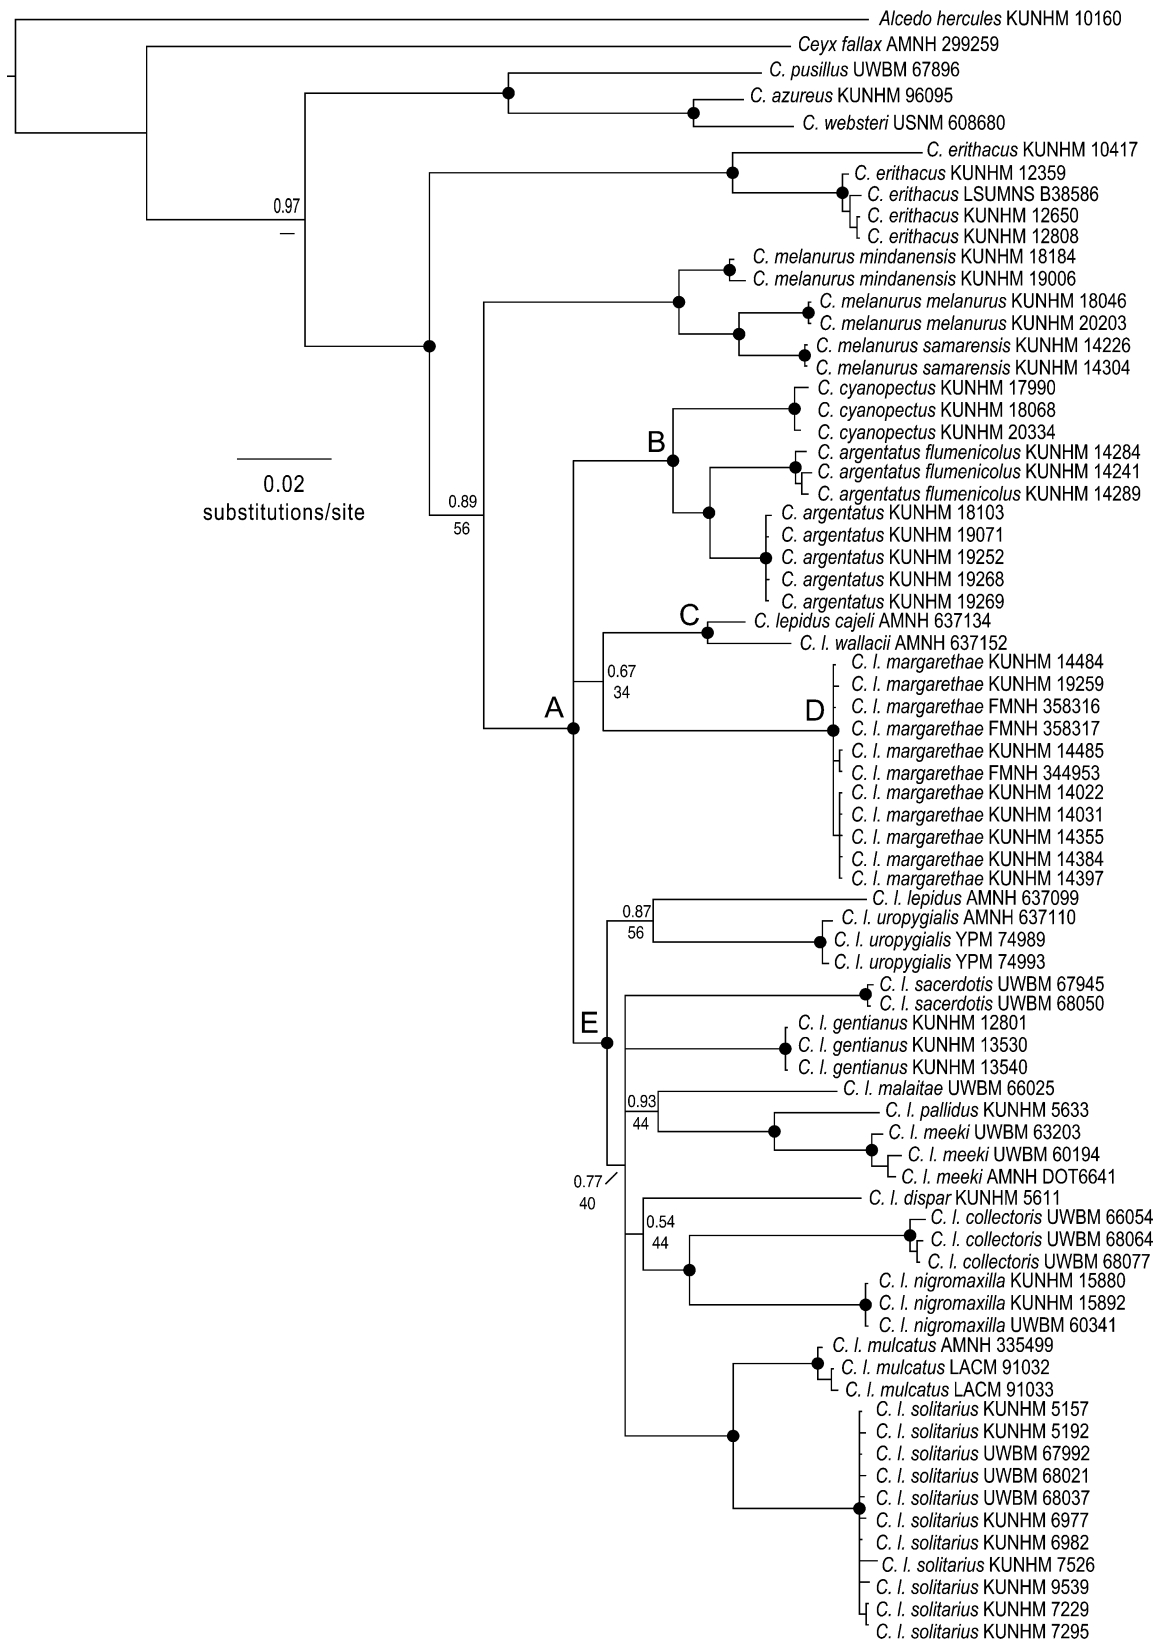 Alcedo hercules KUNHM 10160
Ceyx fallax AMNH 299259
C. pusillus UWBM 67896
C. azureus KUNHM 96095
C. websteri USNM 608680
C. erithacus KUNHM 10417
C. erithacus KUNHM 12359
C. erithacus LSUMNS B38586
0.97
C. erithacus KUNHM 12650
C. erithacus KUNHM 12808
C. melanurus mindanensis KUNHM 18184
C. melanurus mindanensis KUNHM 19006
C. melanurus melanurus KUNHM 18046
C. melanurus melanurus KUNHM 20203
C. melanurus samarensis KUNHM 14226
C. melanurus samarensis KUNHM 14304
C. cyanopectus KUNHM 17990
C. cyanopectus KUNHM 18068
C. cyanopectus KUNHM 20334
B
C. argentatus flumenicolus KUNHM 14284
C. argentatus flumenicolus KUNHM 14241
C. argentatus flumenicolus KUNHM 14289
0.02
substitutions/site
0.89
56
C. argentatus KUNHM 18103
C. argentatus KUNHM 19071
C. argentatus KUNHM 19252
C. argentatus KUNHM 19268
C. argentatus KUNHM 19269
C
C. lepidus cajeli AMNH 637134
C. l. wallacii AMNH 637152
C. l. margarethae KUNHM 14484
0.67
34
C. l. margarethae KUNHM 19259
C. l. margarethae FMNH 358316
A
D
C. l. margarethae FMNH 358317
C. l. margarethae KUNHM 14485
C. l. margarethae FMNH 344953
C. l. margarethae KUNHM 14022
C. l. margarethae KUNHM 14031
C. l. margarethae KUNHM 14355
C. l. margarethae KUNHM 14384
C. l. margarethae KUNHM 14397
C. l. lepidus AMNH 637099
0.87
56
C. l. uropygialis AMNH 637110
C. l. uropygialis YPM 74989
C. l. uropygialis YPM 74993
C. l. sacerdotis UWBM 67945
C. l. sacerdotis UWBM 68050
E
C. l. gentianus KUNHM 12801
C. l. gentianus KUNHM 13530
C. l. gentianus KUNHM 13540
C. l. malaitae UWBM 66025
0.93
44
C. l. pallidus KUNHM 5633
C. l. meeki UWBM 63203
C. l. meeki UWBM 60194
C. l. meeki AMNH DOT6641
0.77
40
C. l. dispar KUNHM 5611
0.54
44
C. l. collectoris UWBM 66054
C. l. collectoris UWBM 68064
C. l. collectoris UWBM 68077
C. l. nigromaxilla KUNHM 15880
C. l. nigromaxilla KUNHM 15892
C. l. nigromaxilla UWBM 60341
C. l. mulcatus AMNH 335499
C. l. mulcatus LACM 91032
C. l. mulcatus LACM 91033
C. l. solitarius KUNHM 5157
C. l. solitarius KUNHM 5192
C. l. solitarius UWBM 67992
C. l. solitarius UWBM 68021
C. l. solitarius UWBM 68037
C. l. solitarius KUNHM 6977
C. l. solitarius KUNHM 6982
C. l. solitarius KUNHM 7526
C. l. solitarius KUNHM 9539
C. l. solitarius KUNHM 7229
C. l. solitarius KUNHM 7295